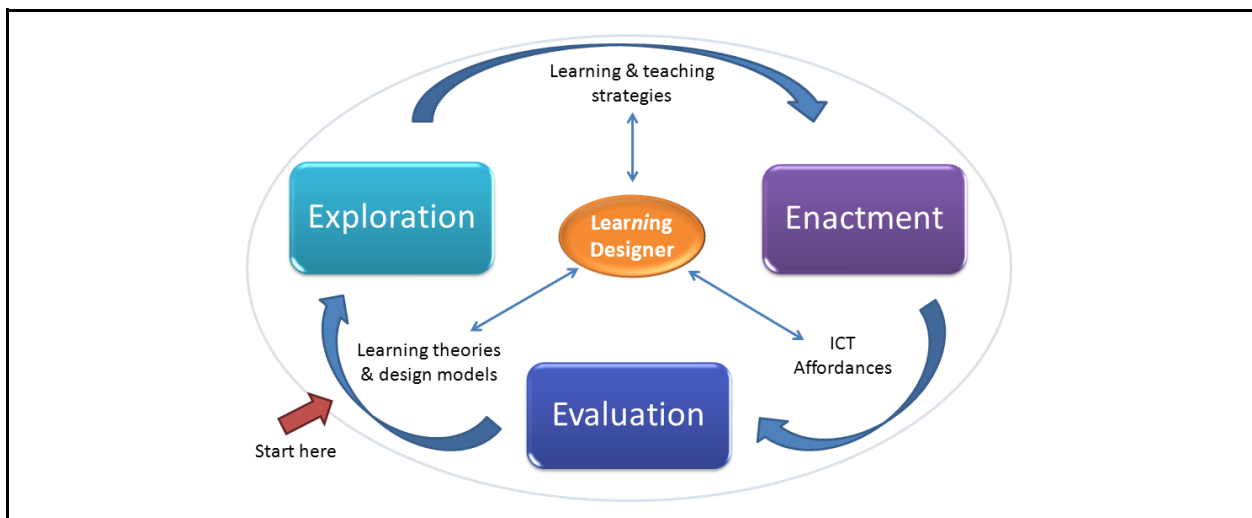 Learning & teaching
strategies
Exploration
Enactment
Learning
Designer
Learning theories
& design models
ICT
Affordances
Evaluation
Start here